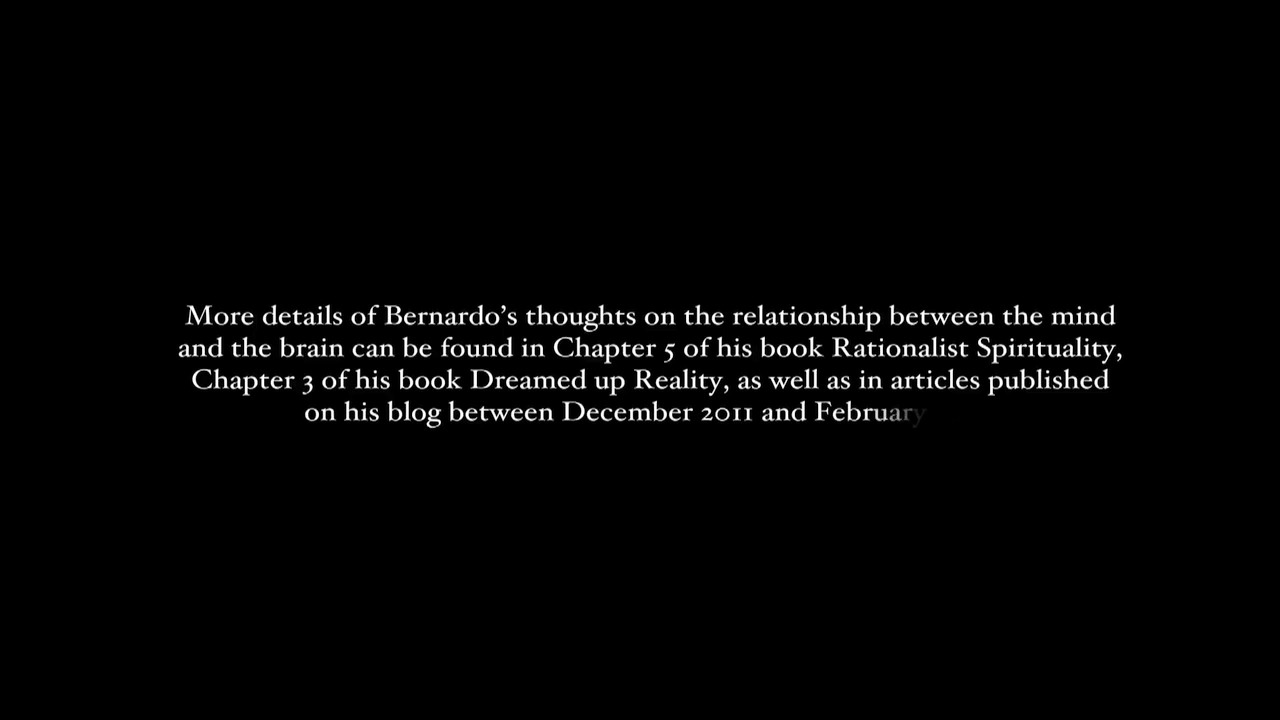 More details of Bernardo’s thoughts on the relationship between the mind
and the brain can be found in Chapter 5 of his book Rationalist Spirituality,
Chapter 3 of his book Dreamed up Reality, as well as in articles published
on his blog between December 2011 and February